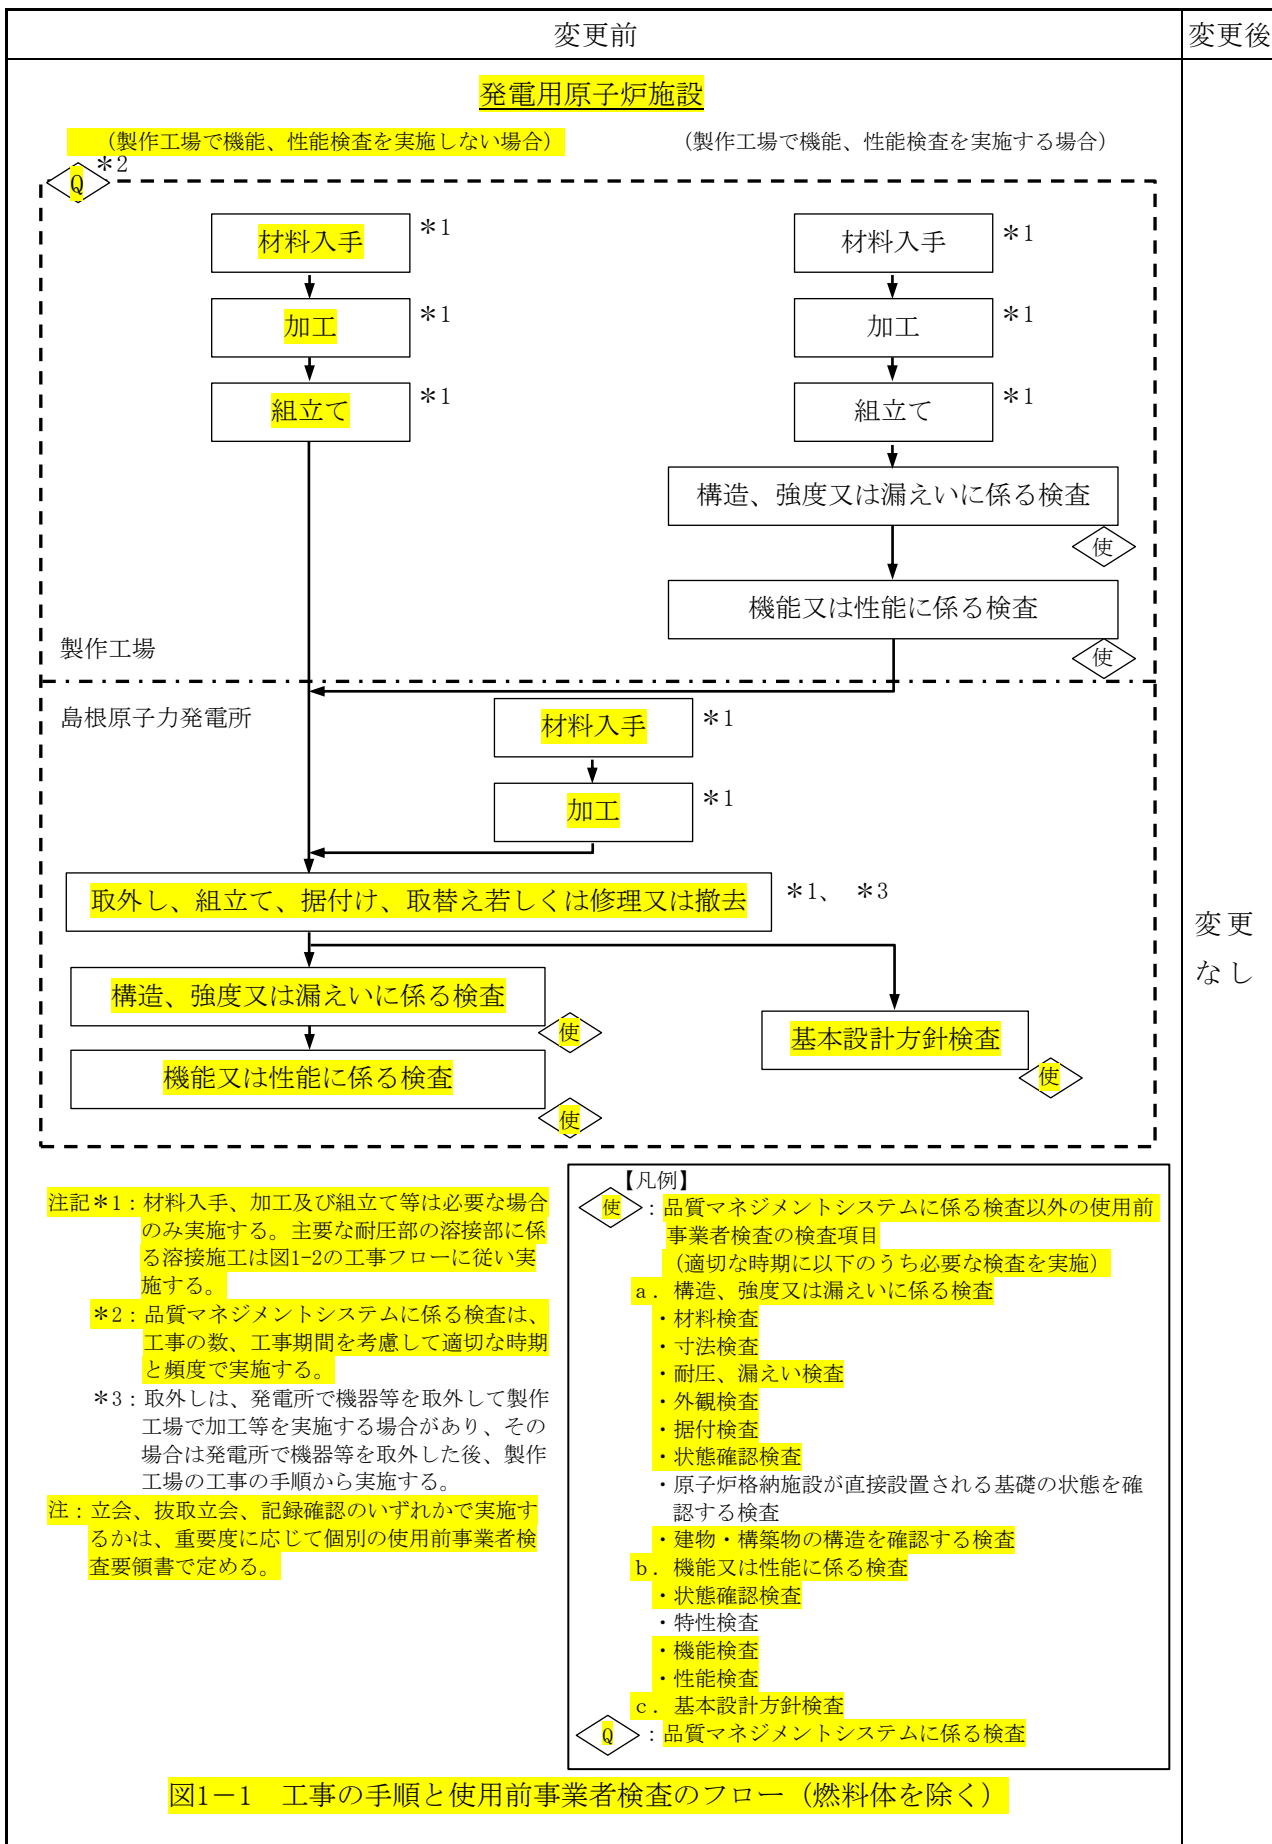 変更前
変更後
発電用原子炉施設
（製作工場で機能、性能検査を実施しない場合）
（製作工場で機能、性能検査を実施する場合）
Q
＊2
材料入手
＊1
材料入手
＊1
加工
＊1
加工
＊1
組立て
＊1
組立て
＊1
構造、強度又は漏えいに係る検査
使
機能又は性能に係る検査
使
製作工場
島根原子力発電所
材料入手
＊1
加工
＊1
取外し、組立て、据付け、取替え若しくは修理又は撤去
＊1、 ＊3
構造、強度又は漏えいに係る検査
使
基本設計方針検査
使
機能又は性能に係る検査
使
変更
なし
注記＊1：材料入手、加工及び組立て等は必要な場合
のみ実施する。主要な耐圧部の溶接部に係
る溶接施工は図1-2の工事フローに従い実
施する。
＊2：品質マネジメントシステムに係る検査は、
工事の数、工事期間を考慮して適切な時期
と頻度で実施する。
＊3：取外しは、発電所で機器等を取外して製作
工場で加工等を実施する場合があり、その
場合は発電所で機器等を取外した後、製作
工場の工事の手順から実施する。
注：立会、抜取立会、記録確認のいずれかで実施す
るかは、重要度に応じて個別の使用前事業者検
査要領書で定める。
【凡例】
使：品質マネジメントシステムに係る検査以外の使用前
事業者検査の検査項目
（適切な時期に以下のうち必要な検査を実施）
ａ．構造、強度又は漏えいに係る検査
・材料検査
・寸法検査
・耐圧、漏えい検査
・外観検査
・据付検査
・状態確認検査
・原子炉格納施設が直接設置される基礎の状態を確
認する検査
・建物・構築物の構造を確認する検査
ｂ．機能又は性能に係る検査
・状態確認検査
・特性検査
・機能検査
・性能検査
ｃ．基本設計方針検査
Q：品質マネジメントシステムに係る検査
図1－1　工事の手順と使用前事業者検査のフロー（燃料体を除く）